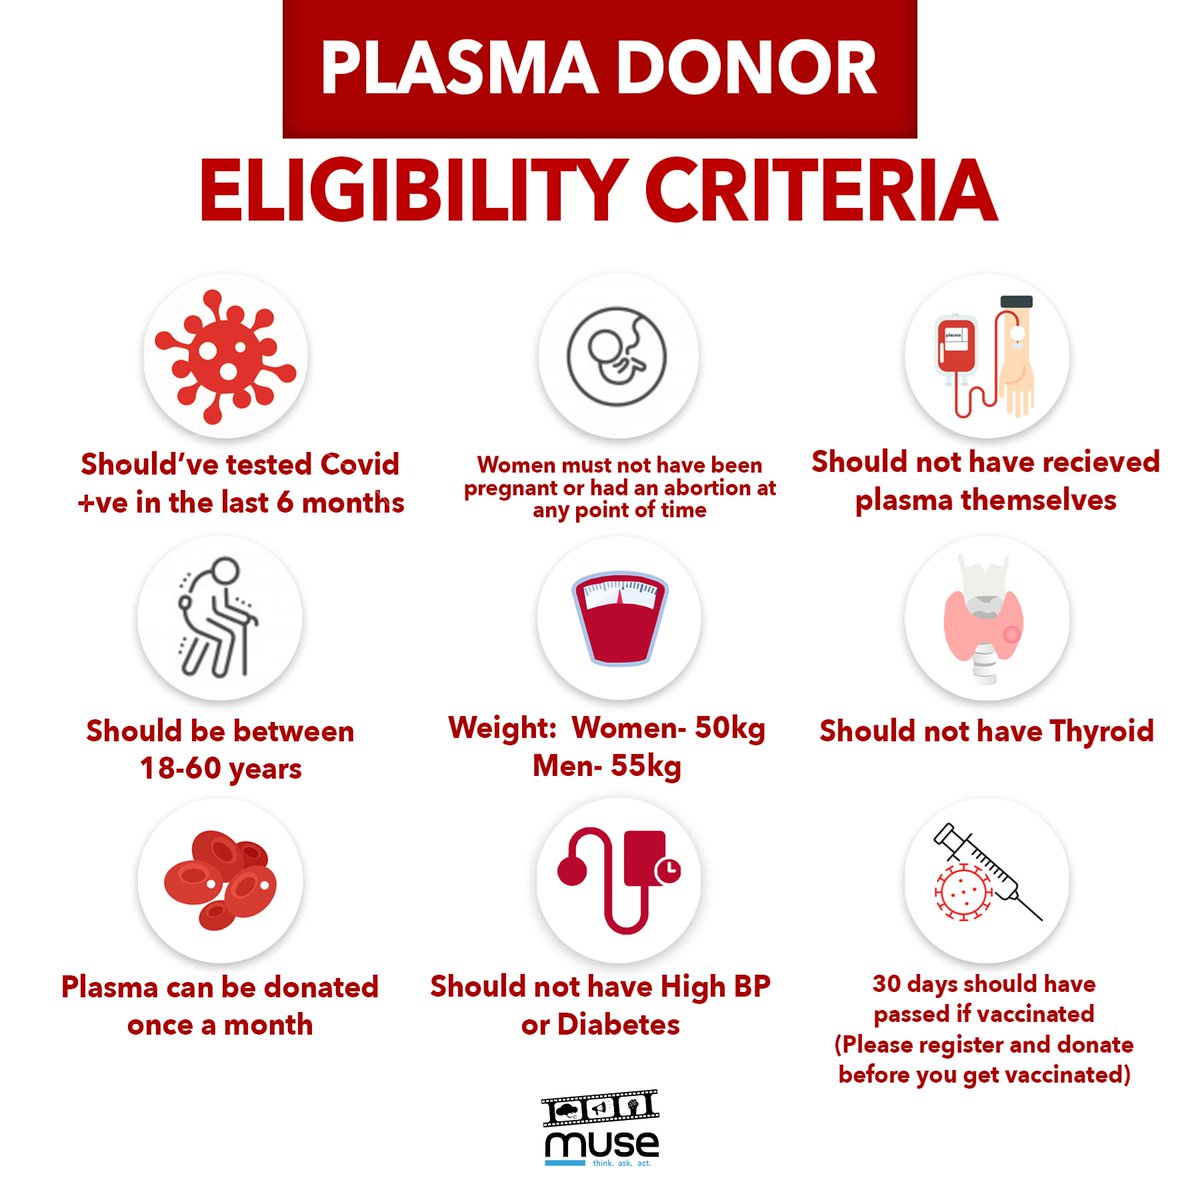 PLASMA DONOR
ELIGIBILITY CRITERIA
Should've tested Covid
+ve in the last 6 months
Women must not have been
pregnant or had an abortion at
any point of time
plasma
Should not have recieved
plasma themselves
Should be between
18-60 years
Weight: Women- 50kg
Men- 55kg
Should not have Thyroid
Plasma can be donated
once a month
Should not have High BP
or Diabetes
30 days should have
passed if vaccinated
(Please register and donate
before you get vaccinated)
muse
think. ask. act.